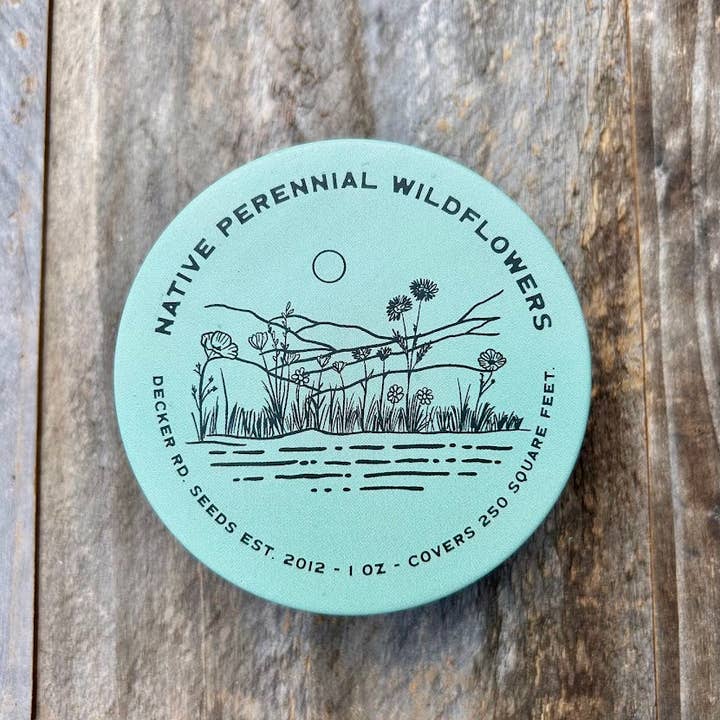 NATIVE PERENNIAL WILDFLOWERS
DECKER RD. SEEDS EST. 2012 - 1 OZ - COVERS 250 SQUARE FEET.